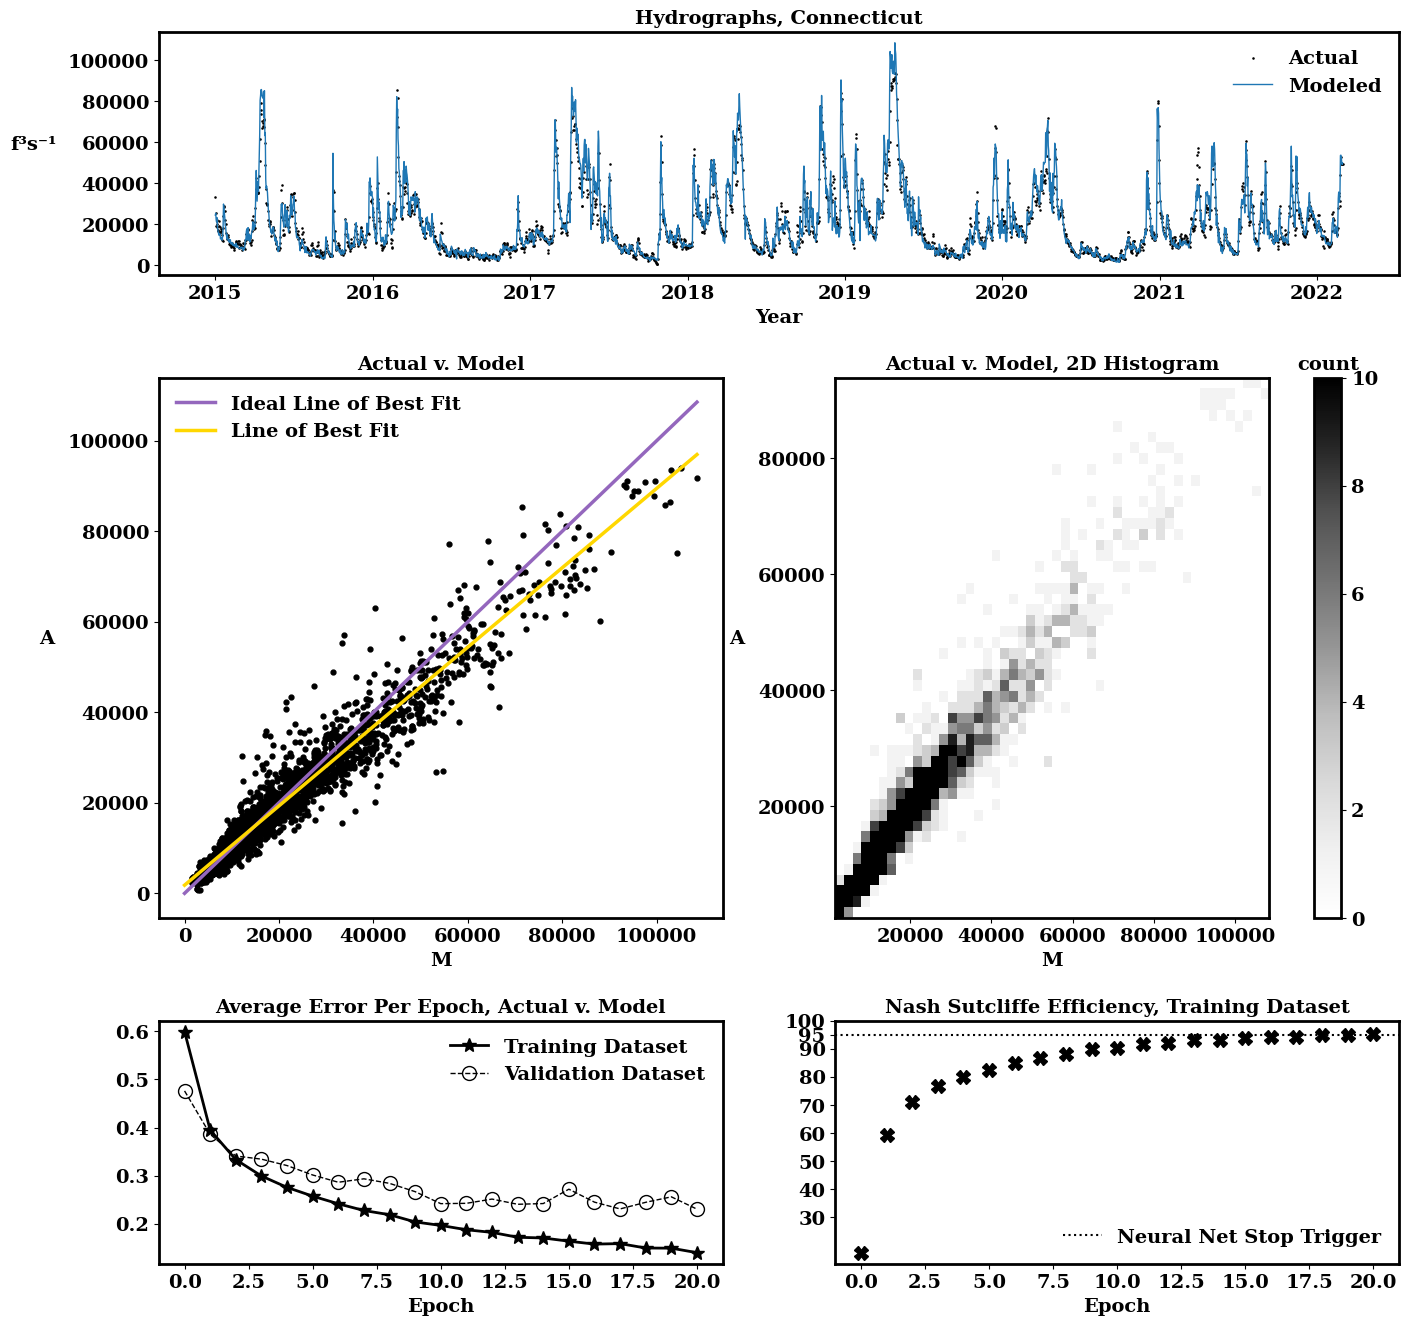 Hydrographs, Connecticut
100000
80000
60000
40000
20000
0
f³s⁻¹
Actual
Modeled
2015 2016 2017 2018 2019 2020 2021 2022
Year
Actual v. Model
Ideal Line of Best Fit
Line of Best Fit
100000
80000
60000
40000
20000
0
A
0 20000 40000 60000 80000 100000
M
Actual v. Model, 2D Histogram
80000
60000
40000
20000
A
20000 40000 60000 80000 100000
M
count
10
8
6
4
2
0
Average Error Per Epoch, Actual v. Model
0.6
0.5
0.4
0.3
0.2
Training Dataset
Validation Dataset
0.0 2.5 5.0 7.5 10.0 12.5 15.0 17.5 20.0
Epoch
Nash Sutcliffe Efficiency, Training Dataset
100
95
90
80
70
60
50
40
30
Neural Net Stop Trigger
0.0 2.5 5.0 7.5 10.0 12.5 15.0 17.5 20.0
Epoch